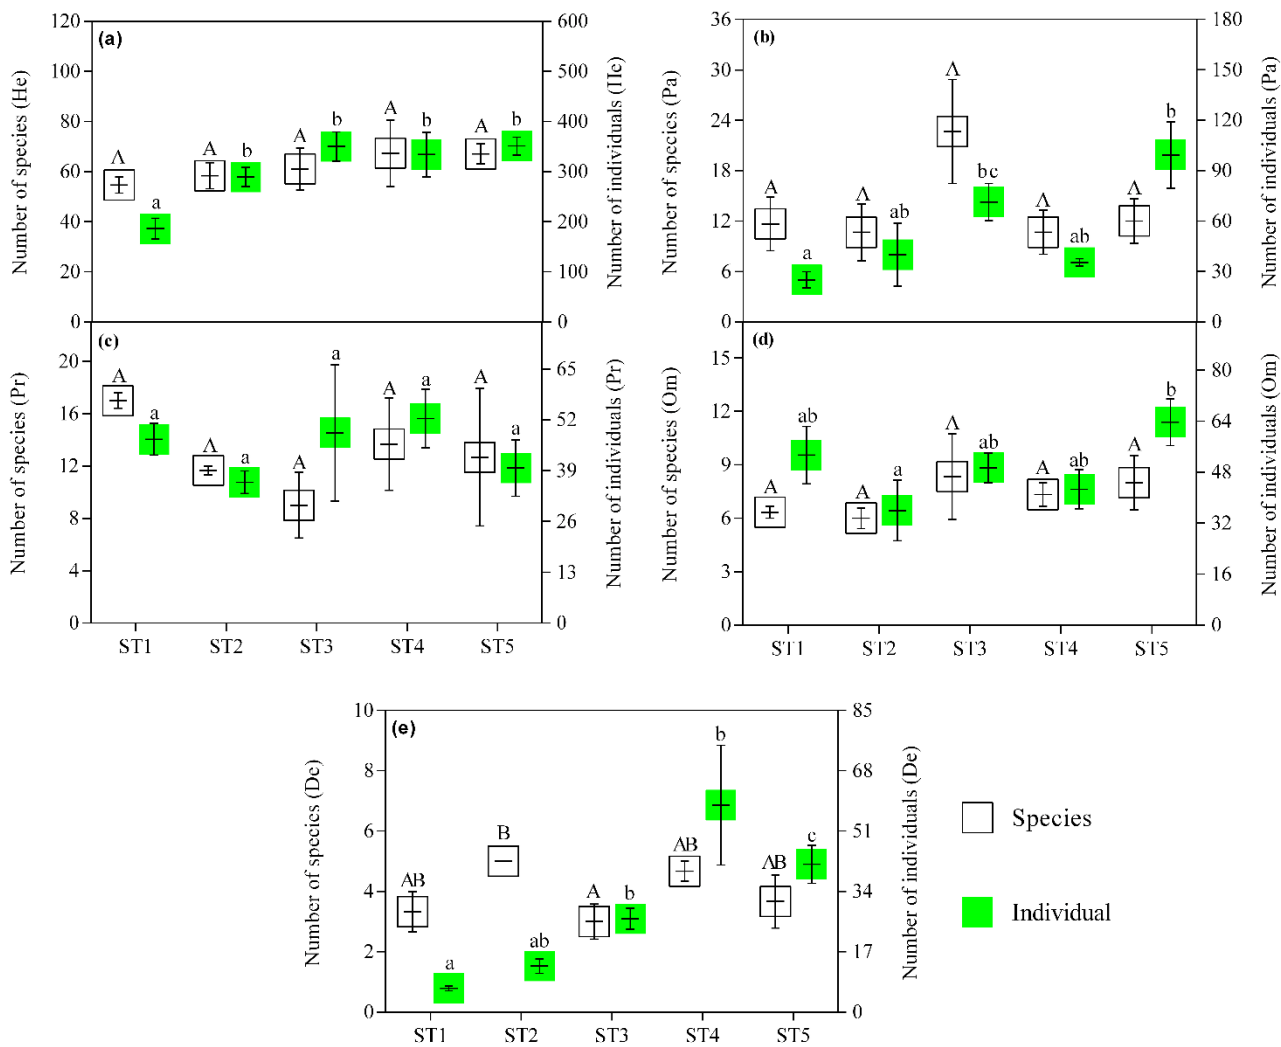 (a)
Number of species (He)
120
100
80
60
40
20
0
A
a
A
b
A
b
A
b
A
b
600
500
400
300
200
100
0
Number of individuals (He)
(b)
Number of species (Pa)
36
30
24
18
12
6
0
A
a
A
ab
A
bc
A
ab
A
b
180
150
120
90
60
30
0
Number of individuals (Pa)
(c)
Number of species (Pr)
20
16
12
8
4
0
A
a
A
a
A
a
A
a
A
a
65
52
39
26
13
0
Number of individuals (Pr)
ST1 ST2 ST3 ST4 ST5
(d)
Number of species (Om)
15
12
9
6
3
0
A
ab
A
a
A
ab
A
ab
A
b
80
64
48
32
16
0
Number of individuals (Om)
ST1 ST2 ST3 ST4 ST5
(e)
Number of species (De)
10
8
6
4
2
0
AB
a
B
ab
A
b
AB
b
AB
c
85
68
51
34
17
0
Number of individuals (De)
ST1 ST2 ST3 ST4 ST5
Species
Individual